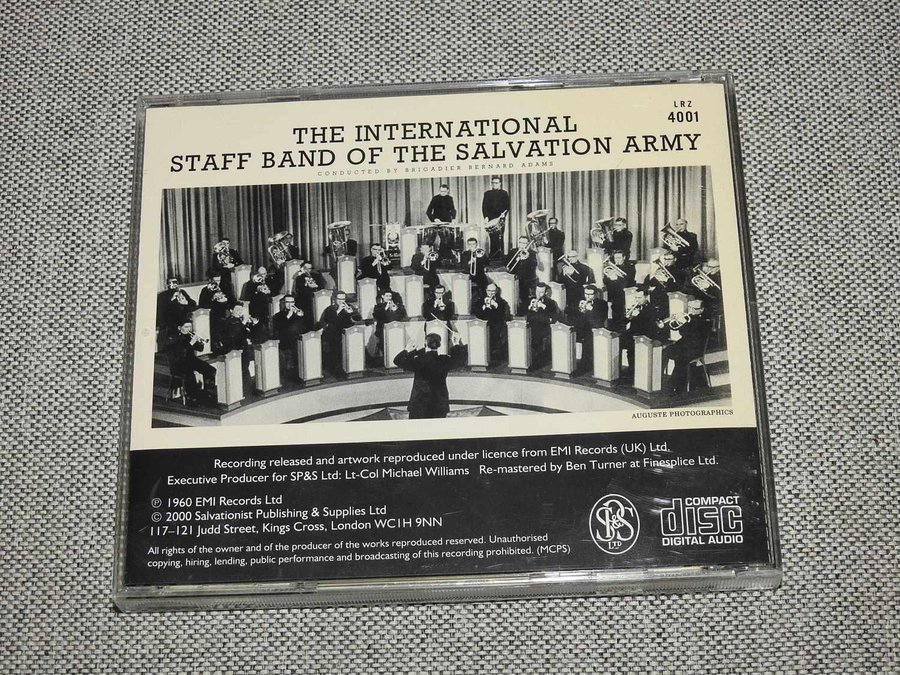 LRZ
4001
THE INTERNATIONAL
STAFF BAND OF THE SALVATION ARMY
CONDUCTED BY BRIGADIER BERNARD ADAMS
AUGUSTE PHOTOGRAPHICS
Recording released and artwork reproduced under licence from EMI Records (UK) Ltd.
Executive Producer for SP&S Ltd: Lt-Col Michael Williams Re-mastered by Ben Turner at Finesplice Ltd.
℗ 1960 EMI Records Ltd
© 2000 Salvationist Publishing & Supplies Ltd
117–121 Judd Street, Kings Cross, London WC1H 9NN
All rights of the owner and of the producer of the works reproduced reserved. Unauthorised
copying, hiring, lending, public performance and broadcasting of this recording prohibited. (MCPS)
SP&S
LTD
COMPACT
disc
DIGITAL AUDIO